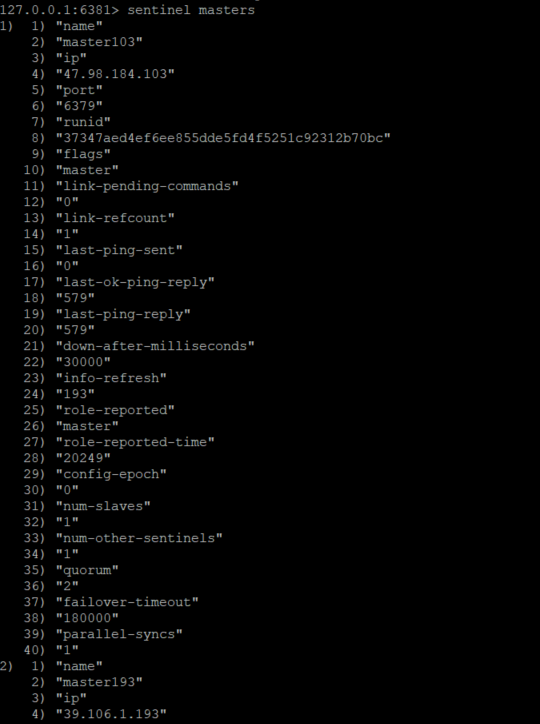 127.0.0.1:6381> sentinel masters
1)  1) "name"
    2) "master103"
    3) "ip"
    4) "47.98.184.103"
    5) "port"
    6) "6379"
    7) "runid"
    8) "37347aed4ef6ee855dde5fd4f5251c92312b70bc"
    9) "flags"
   10) "master"
   11) "link-pending-commands"
   12) "0"
   13) "link-refcount"
   14) "1"
   15) "last-ping-sent"
   16) "0"
   17) "last-ok-ping-reply"
   18) "579"
   19) "last-ping-reply"
   20) "579"
   21) "down-after-milliseconds"
   22) "30000"
   23) "info-refresh"
   24) "193"
   25) "role-reported"
   26) "master"
   27) "role-reported-time"
   28) "20249"
   29) "config-epoch"
   30) "0"
   31) "num-slaves"
   32) "1"
   33) "num-other-sentinels"
   34) "1"
   35) "quorum"
   36) "2"
   37) "failover-timeout"
   38) "180000"
   39) "parallel-syncs"
   40) "1"
2)  1) "name"
    2) "master193"
    3) "ip"
    4) "39.106.1.193"